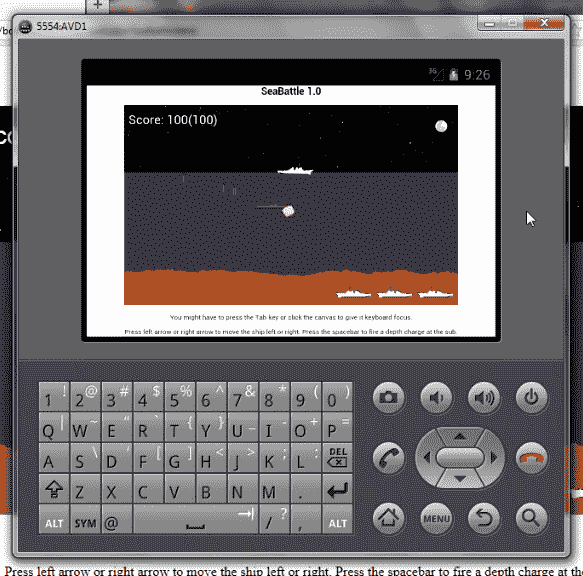 5554:AVD1
3G 9:26
SeaBattle 1.0
Score: 100(100)
You might have to press the Tab key or click the canvas to give it keyboard focus.
Press left arrow or right arrow to move the ship left or right. Press the spacebar to fire a depth charge at the sub.
1 ! 2 @ 3 # 4 $ 5 % 6 ^ 7 & 8 * 9 ( 0 )
Q | W ~ E " R ` T { Y } U _ I - O + P =
A S \ D ' F [ G ] H < J > K ; L : DEL
Z X C V B N M .
ALT SYM @ / ? , ALT
MENU
Press left arrow or right arrow to move the ship left or right. Press the spacebar to fire a depth charge at the